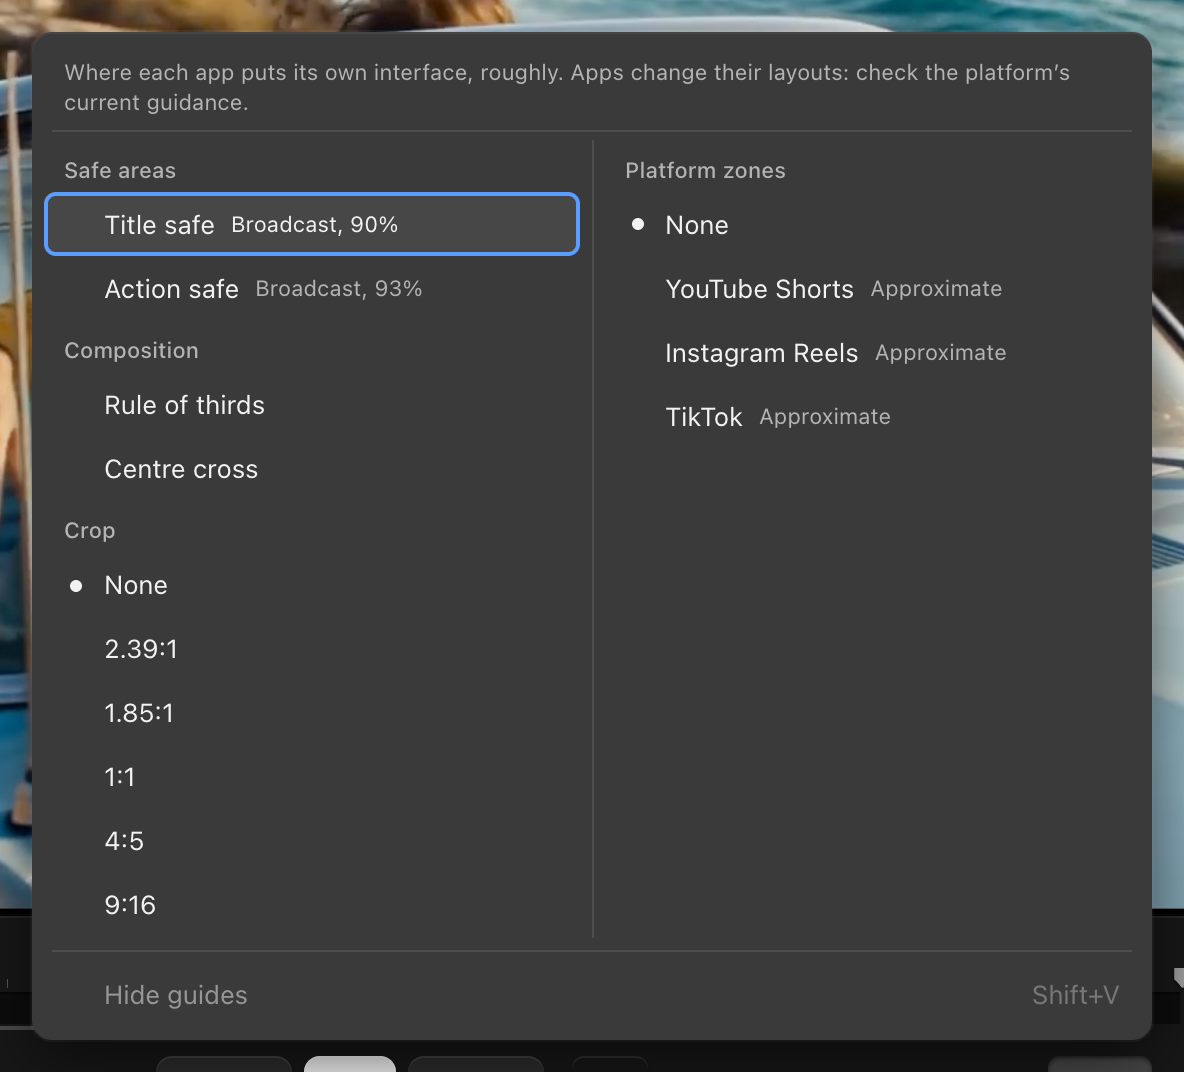 Where each app puts its own interface, roughly. Apps change their layouts: check the platform’s
current guidance.
Safe areas
Title safe Broadcast, 90%
Action safe Broadcast, 93%
Composition
Rule of thirds
Centre cross
Crop
None
2.39:1
1.85:1
1:1
4:5
9:16
Platform zones
None
YouTube Shorts Approximate
Instagram Reels Approximate
TikTok Approximate
Hide guides Shift+V